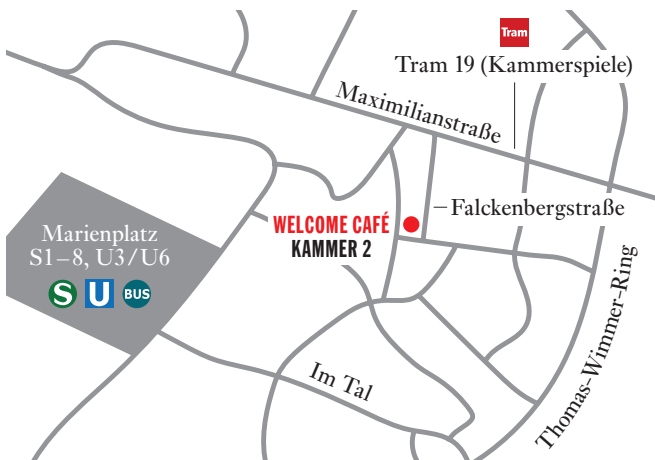 Tram
Tram 19 (Kammerspiele)
Maximilianstraße
Falckenbergstraße
WELCOME CAFÉ
KAMMER 2
Marienplatz
S1–8, U3/U6
S U BUS
Im Tal
Thomas-Wimmer-Ring